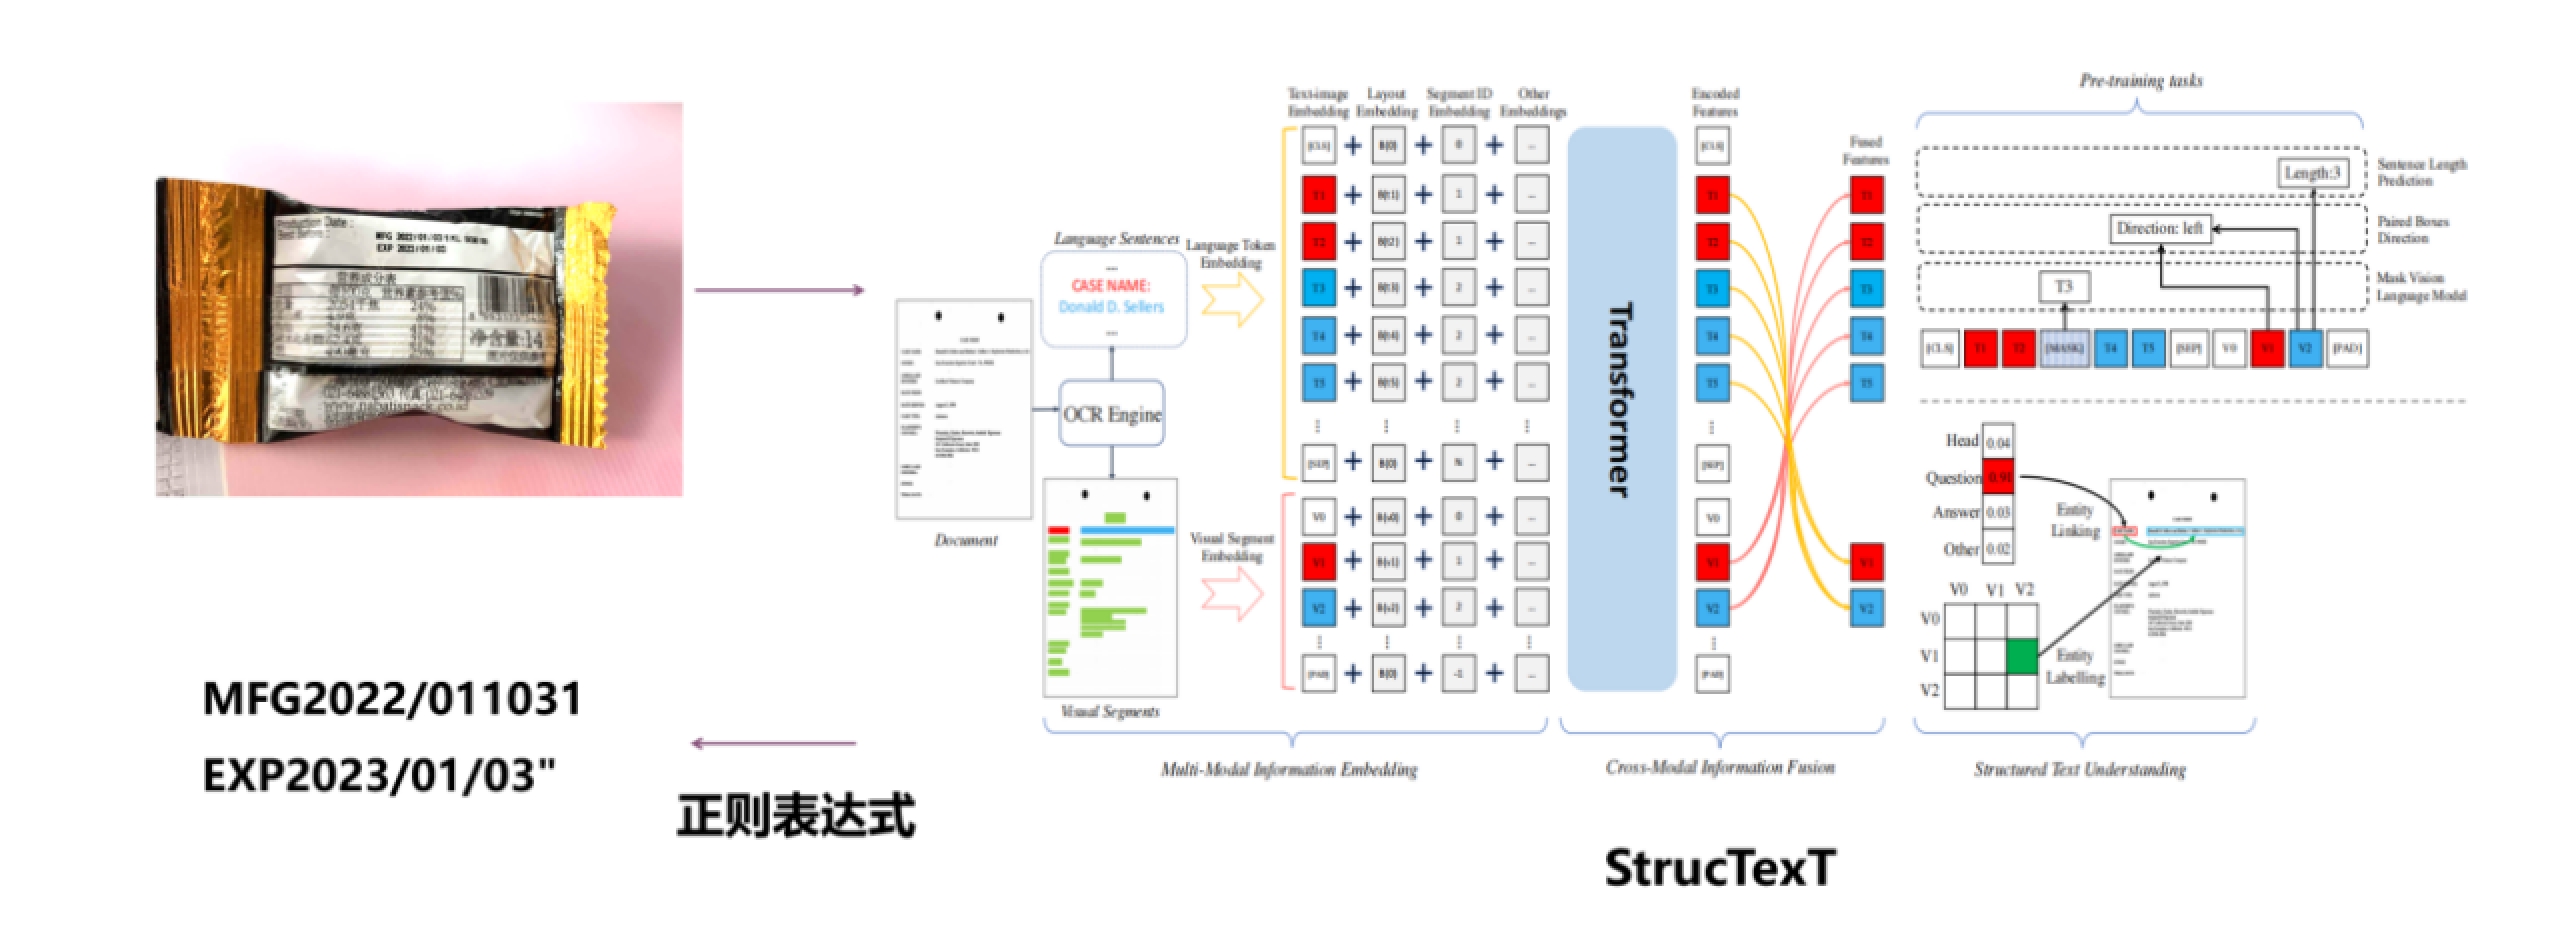 Production Date :
Best Before :
MFG 2022/01/03
EXP 2023/01/03
营养成分表
净含量:14
MFG2022/011031
EXP2023/01/03"
正则表达式
Document
Language Sentences
...
CASE NAME:
Donald D. Sellers
...
OCR Engine
Visual Segments
Language Token
Embedding
Visual Segment
Embedding
Text-image Embedding
Layout Embedding
Segment ID Embedding
Other Embeddings
[CLS] + B(0) + 0 + ...
T1 + B(t1) + 1 + ...
T2 + B(t2) + 1 + ...
T3 + B(t3) + 2 + ...
T4 + B(t4) + 2 + ...
T5 + B(t5) + 2 + ...
[SEP] + B(0) + N + ...
V0 + B(v0) + 0 + ...
V1 + B(v1) + 1 + ...
V2 + B(v2) + 2 + ...
[PAD] + B(0) + -1 + ...
Multi-Modal Information Embedding
Transformer
Encoded
Features
[CLS]
T1
T2
T3
T4
T5
[SEP]
V0
V1
V2
[PAD]
Fused
Features
T1
T2
T3
T4
T5
V1
V2
Cross-Modal Information Fusion
Pre-training tasks
Length:3
Sentence Length
Prediction
Direction: left
Paired Boxes
Direction
T3
Mask Vision
Language Model
[CLS] T1 T2 [MASK] T4 T5 [SEP] V0 V1 V2 [PAD]
Head 0.04
Question 0.91
Answer 0.03
Other 0.02
Entity
Linking
V0 V1 V2
V0
V1
V2
Entity
Labelling
Structured Text Understanding
StrucTexT